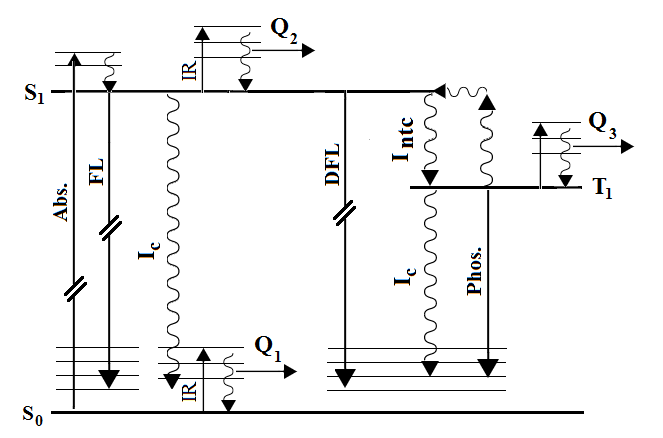 Q2
IR
S1
Q3
I ntc
DFL
FL
Abs.
T1
Ic
Ic
Phos.
Q1
IR
S0